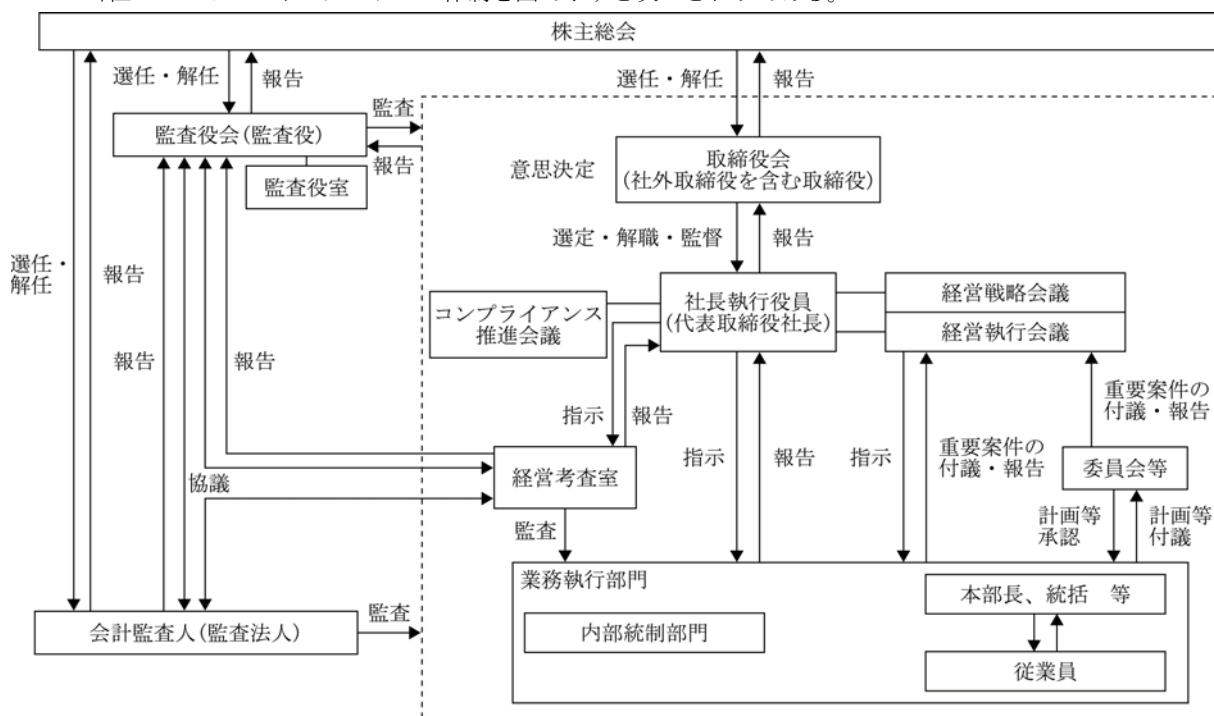 株主総会
選任・解任
報告
選任・解任
報告
監査
監査役会(監査役)
報告
監査役室
意思決定
取締役会
(社外取締役を含む取締役)
選定・解職・監督
報告
選任・
解任
報告
コンプライアンス
推進会議
社長執行役員
(代表取締役社長)
経営戦略会議
経営執行会議
報告
報告
指示
報告
重要案件の
付議・報告
指示
報告
指示
重要案件の
付議・報告
委員会等
協議
経営考査室
監査
計画等
承認
計画等
付議
業務執行部門
本部長、統括 等
内部統制部門
従業員
会計監査人(監査法人)
監査